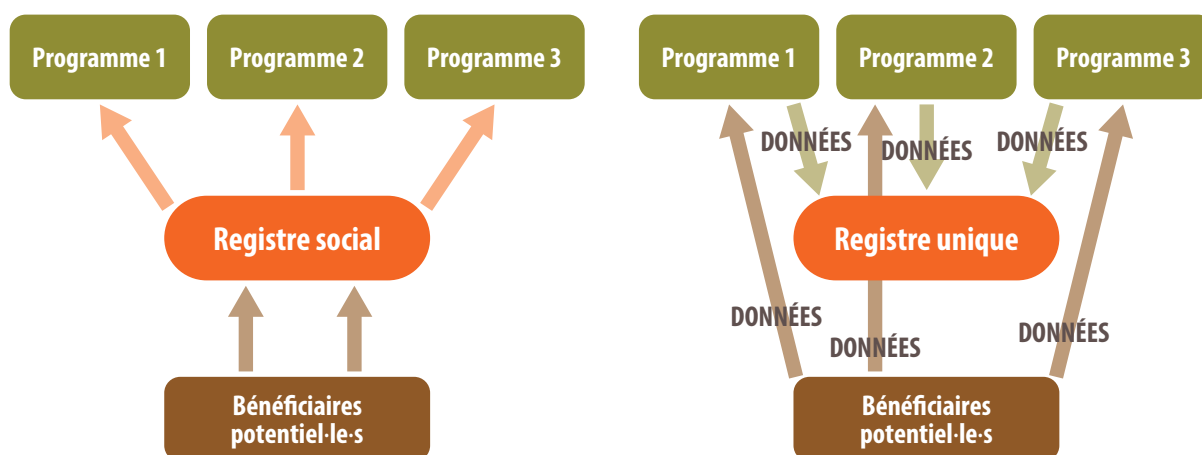 Programme 1
Programme 2
Programme 3
Registre social
Bénéficiaires
potentiel·le·s
Programme 1
Programme 2
Programme 3
DONNÉES
DONNÉES
DONNÉES
Registre unique
DONNÉES
DONNÉES
DONNÉES
Bénéficiaires
potentiel·le·s